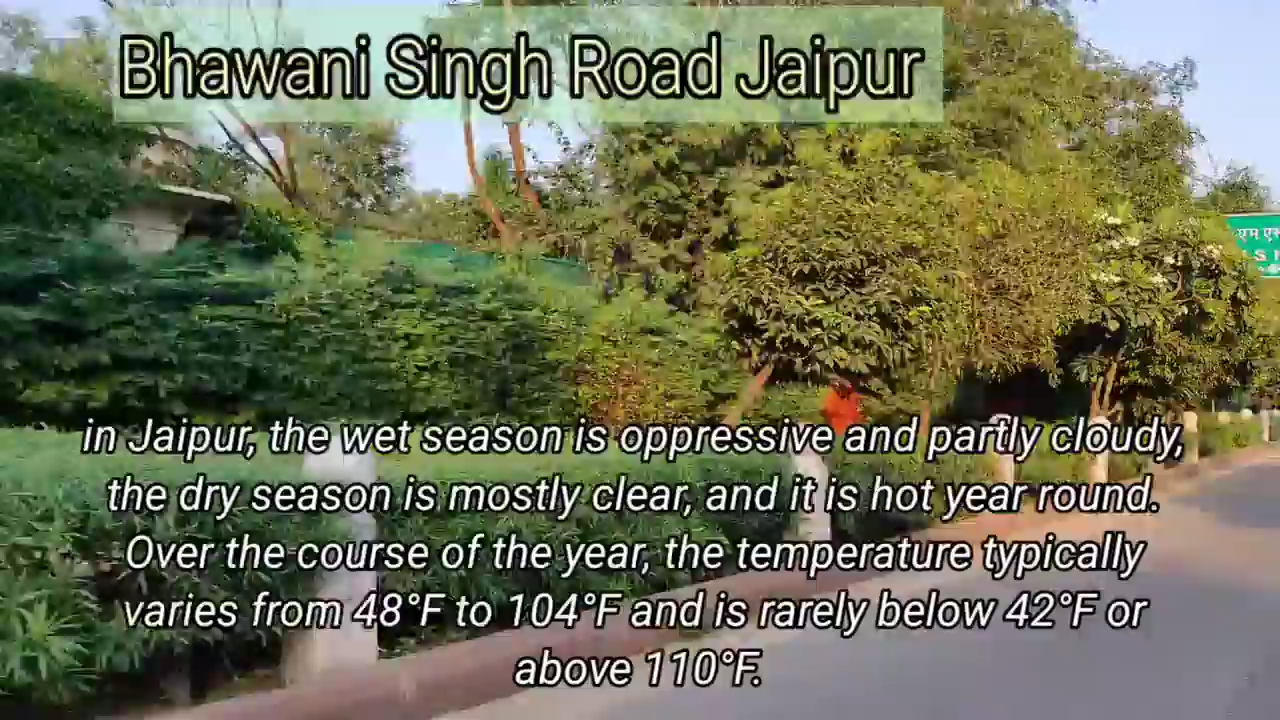 Bhawani Singh Road Jaipur
एम एस
in Jaipur, the wet season is oppressive and partly cloudy,
the dry season is mostly clear, and it is hot year round.
Over the course of the year, the temperature typically
varies from 48°F to 104°F and is rarely below 42°F or
above 110°F.